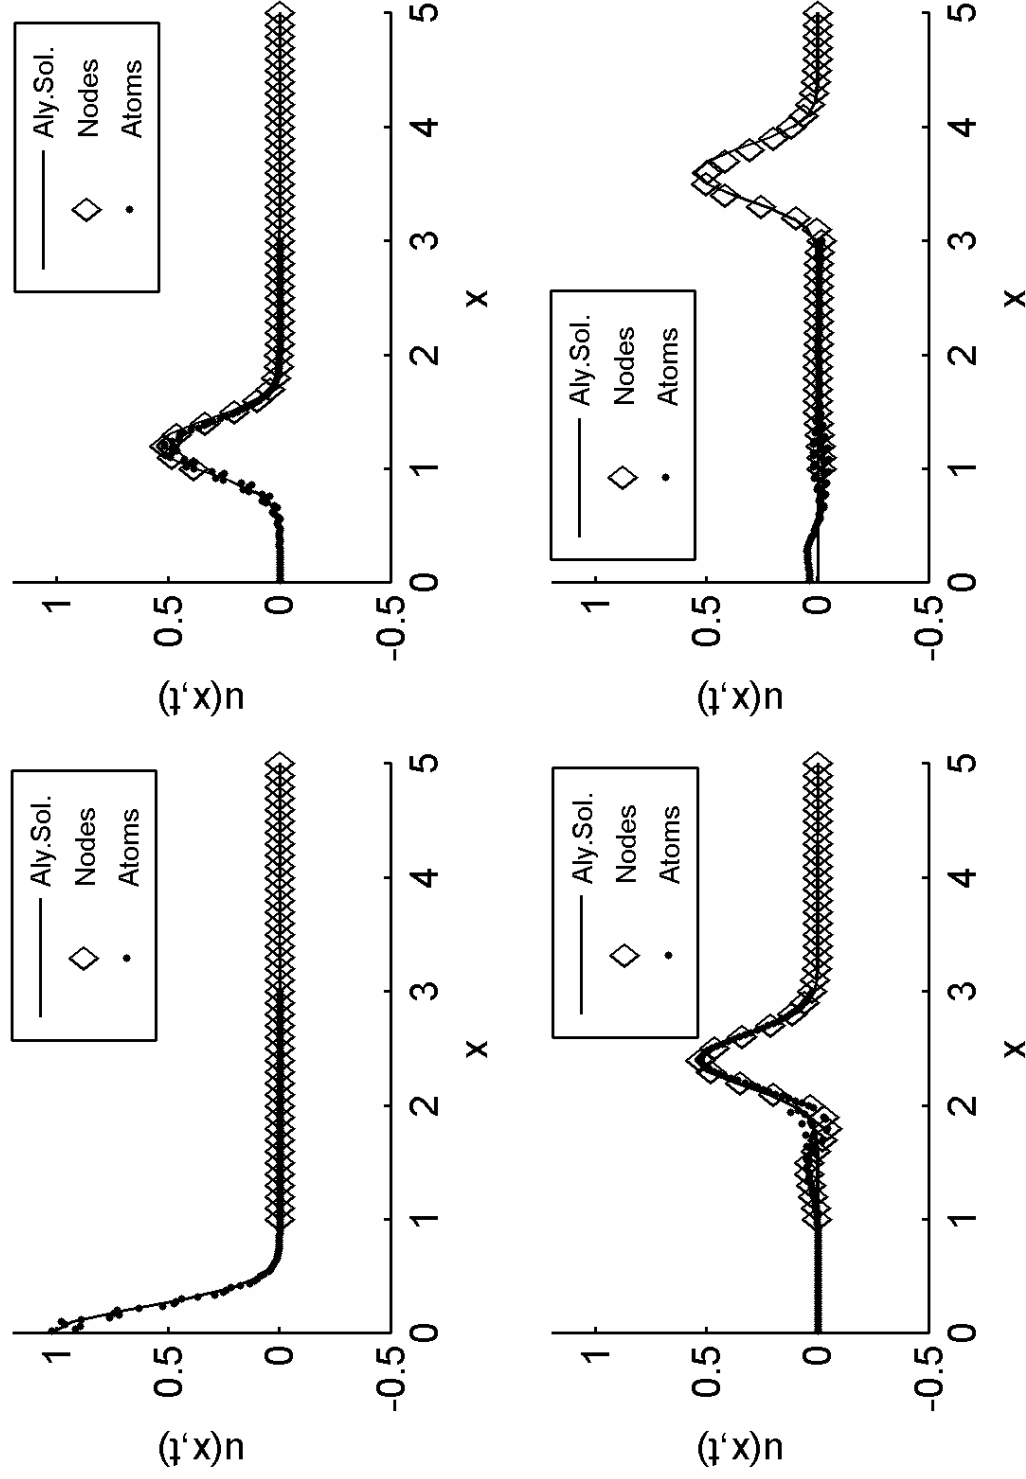 u(x,t)
1
0.5
0
-0.5
0 1 2 3 4 5
x
Aly.Sol.
Nodes
Atoms
u(x,t)
1
0.5
0
-0.5
0 1 2 3 4 5
x
Aly.Sol.
Nodes
Atoms
u(x,t)
1
0.5
0
-0.5
0 1 2 3 4 5
x
Aly.Sol.
Nodes
Atoms
u(x,t)
1
0.5
0
-0.5
0 1 2 3 4 5
x
Aly.Sol.
Nodes
Atoms